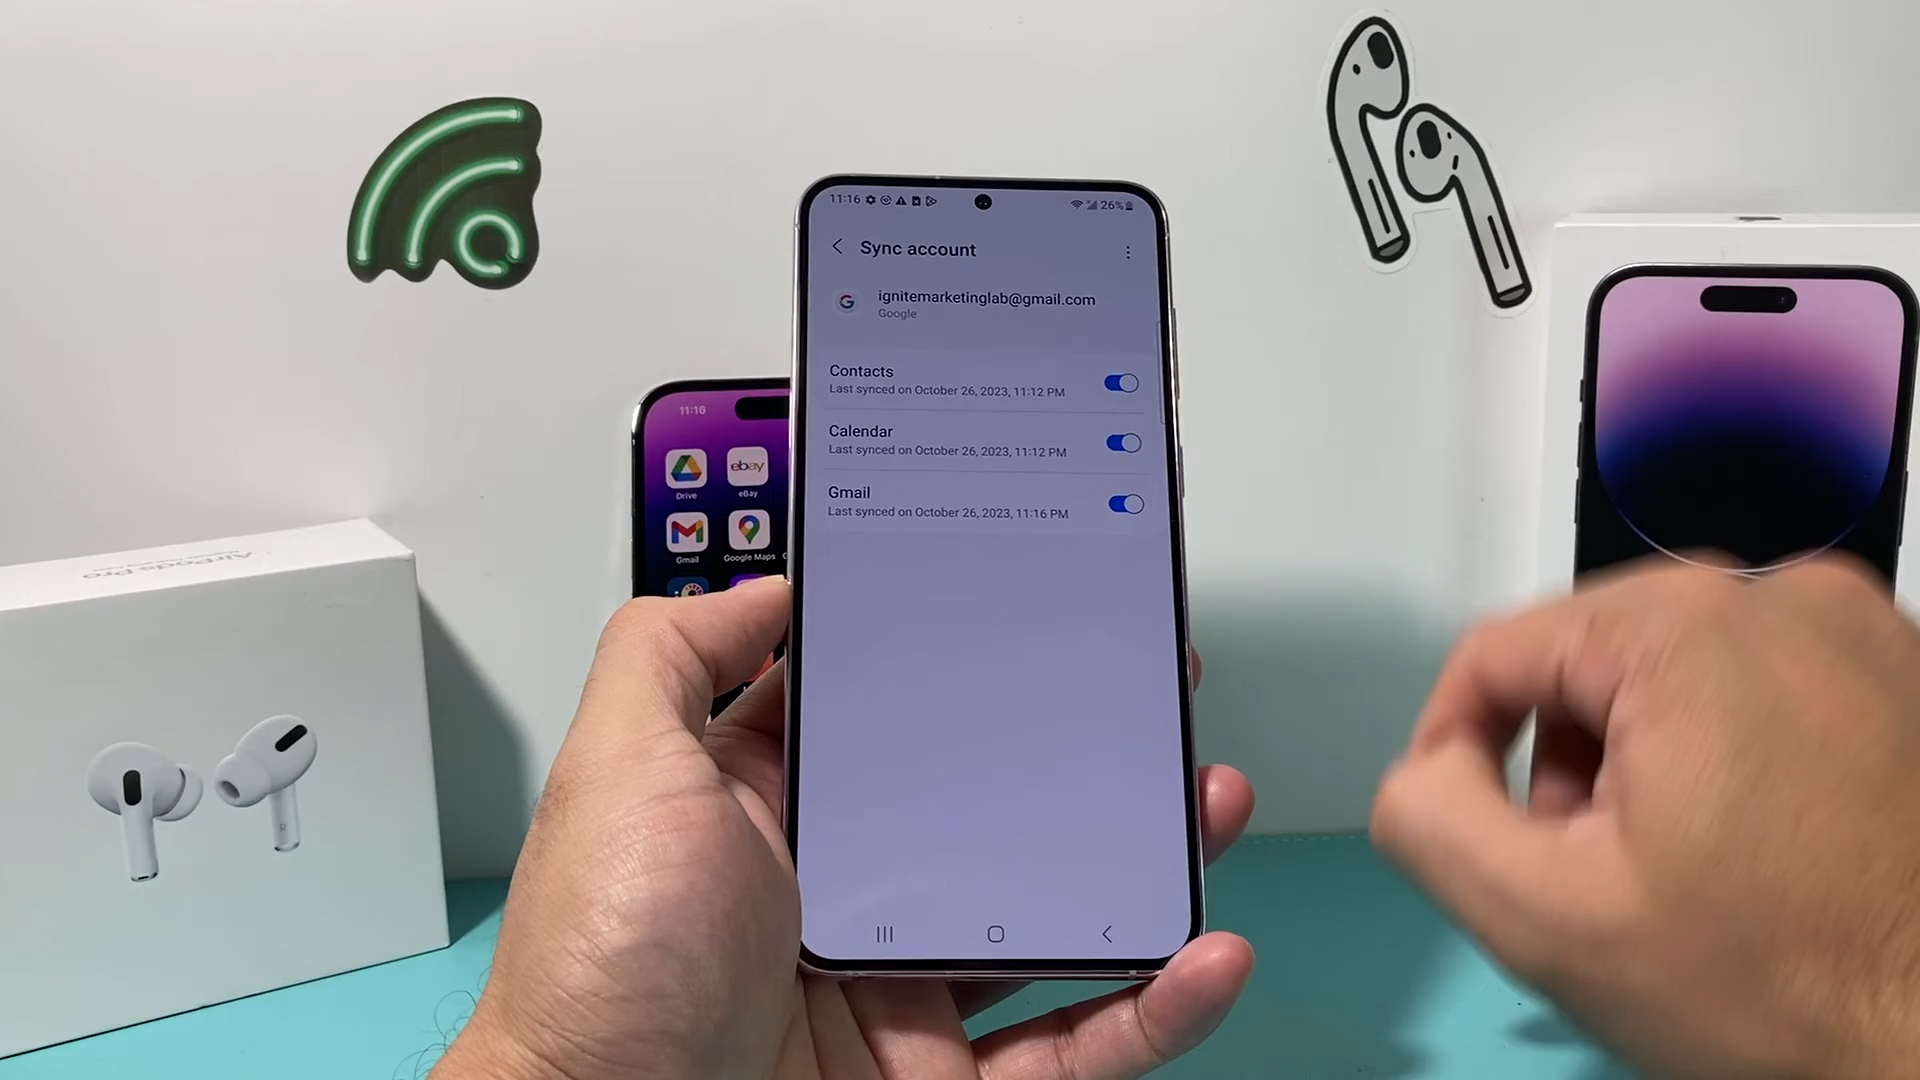 11:16
26%
Sync account
ignitemarketinglab@gmail.com
Google
Contacts
Last synced on October 26, 2023, 11:12 PM
Calendar
Last synced on October 26, 2023, 11:12 PM
Gmail
Last synced on October 26, 2023, 11:16 PM
11:16
ebay
Drive
eBay
Gmail
Google Maps
AirPods Pro
R